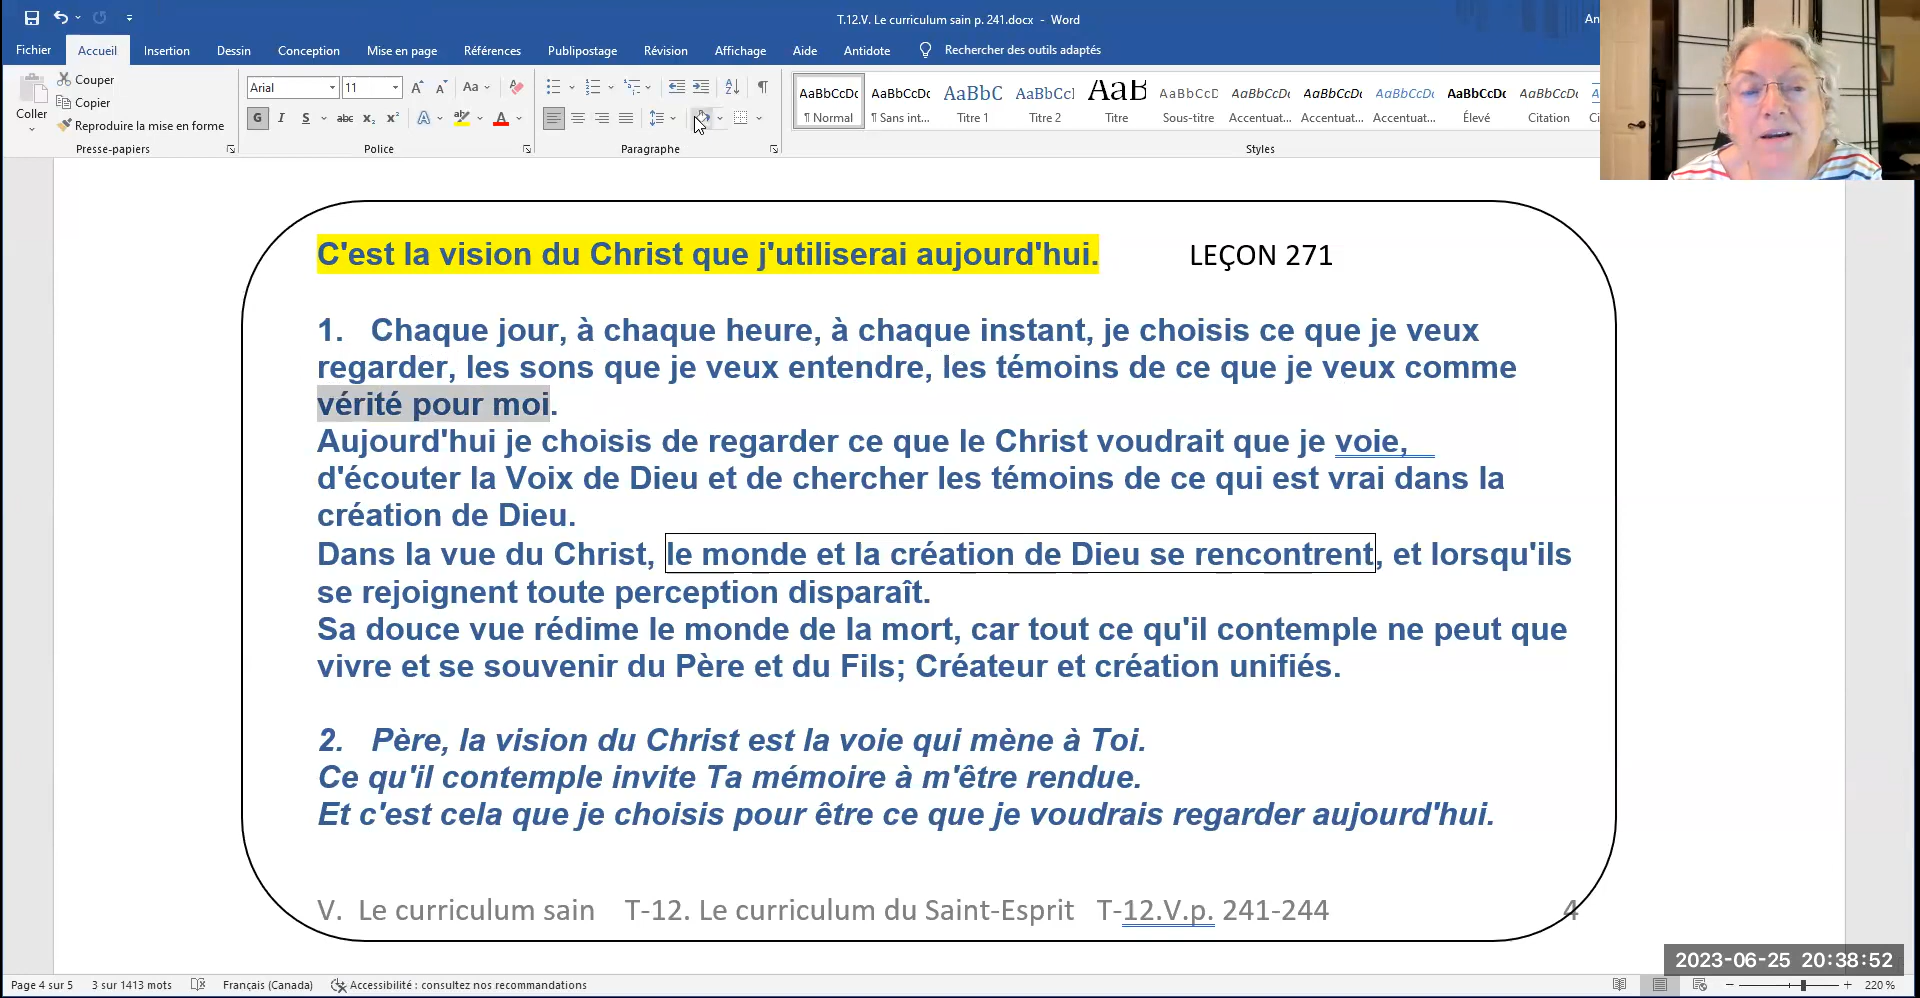 T.12.V. Le curriculum sain p. 241.docx - Word
An
Fichier Accueil Insertion Dessin Conception Mise en page Références Publipostage Révision Affichage Aide Antidote Rechercher des outils adaptés
Coller
Couper
Copier
Reproduire la mise en forme
Presse-papiers
Arial 11
Police
Paragraphe
AaBbCcDc AaBbCcDc AaBbC AaBbCcI AaB AaBbCcD AaBbCcDc AaBbCcDc AaBbCcDc AaBbCcDc AaBbCcDc
¶ Normal ¶ Sans int... Titre 1 Titre 2 Titre Sous-titre Accentuat... Accentuat... Accentuat... Élevé Citation
Styles
C'est la vision du Christ que j'utiliserai aujourd'hui. LEÇON 271
1. Chaque jour, à chaque heure, à chaque instant, je choisis ce que je veux
regarder, les sons que je veux entendre, les témoins de ce que je veux comme
vérité pour moi.
Aujourd'hui je choisis de regarder ce que le Christ voudrait que je voie,
d'écouter la Voix de Dieu et de chercher les témoins de ce qui est vrai dans la
création de Dieu.
Dans la vue du Christ, le monde et la création de Dieu se rencontrent, et lorsqu'ils
se rejoignent toute perception disparaît.
Sa douce vue rédime le monde de la mort, car tout ce qu'il contemple ne peut que
vivre et se souvenir du Père et du Fils; Créateur et création unifiés.
2. Père, la vision du Christ est la voie qui mène à Toi.
Ce qu'il contemple invite Ta mémoire à m'être rendue.
Et c'est cela que je choisis pour être ce que je voudrais regarder aujourd'hui.
V. Le curriculum sain T-12. Le curriculum du Saint-Esprit T-12.V.p. 241-244 4
2023-06-25 20:38:52
Page 4 sur 5 3 sur 1413 mots Français (Canada) Accessibilité : consultez nos recommandations 220 %